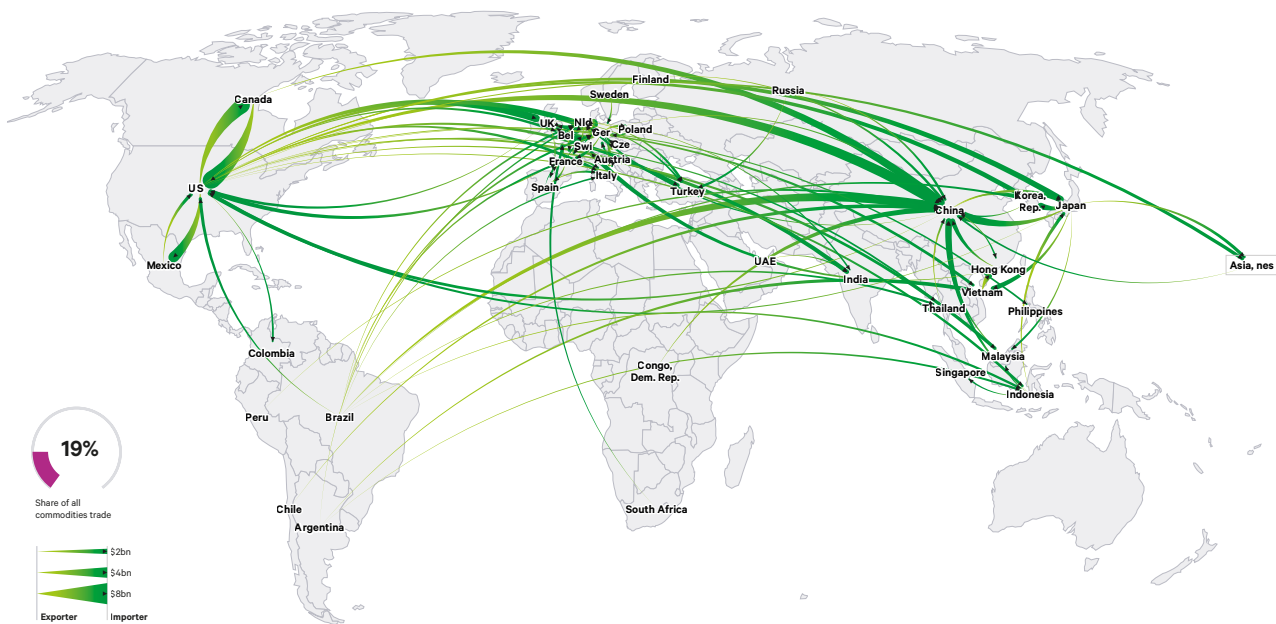 Finland
Russia
Canada
Sweden
UK
Nld
Bel
Ger
Poland
Swi
Cze
France
Austria
Italy
US
Spain
Turkey
China
Korea,
Rep.
Japan
Mexico
UAE
India
Hong Kong
Asia, nes
Vietnam
Thailand
Philippines
Colombia
Malaysia
Congo,
Dem. Rep.
Singapore
Indonesia
Peru
Brazil
19%
Share of all
commodities trade
Chile
South Africa
Argentina
$2bn
$4bn
$8bn
Exporter
Importer